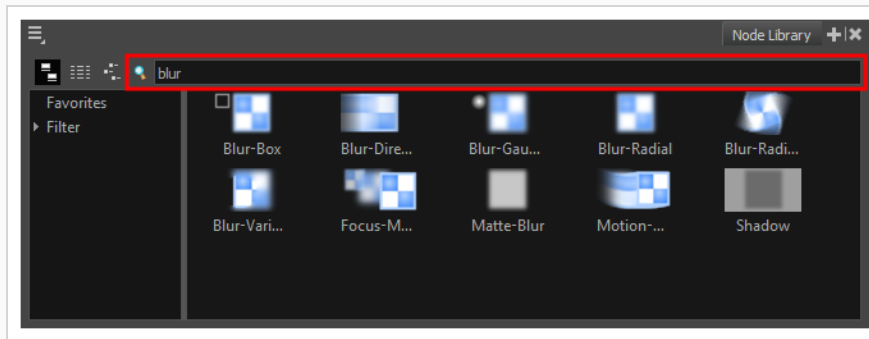 Node Library
blur
Favorites
Filter
Blur-Box Blur-Dire... Blur-Gau... Blur-Radial Blur-Radi...
Blur-Vari... Focus-M... Matte-Blur Motion-... Shadow